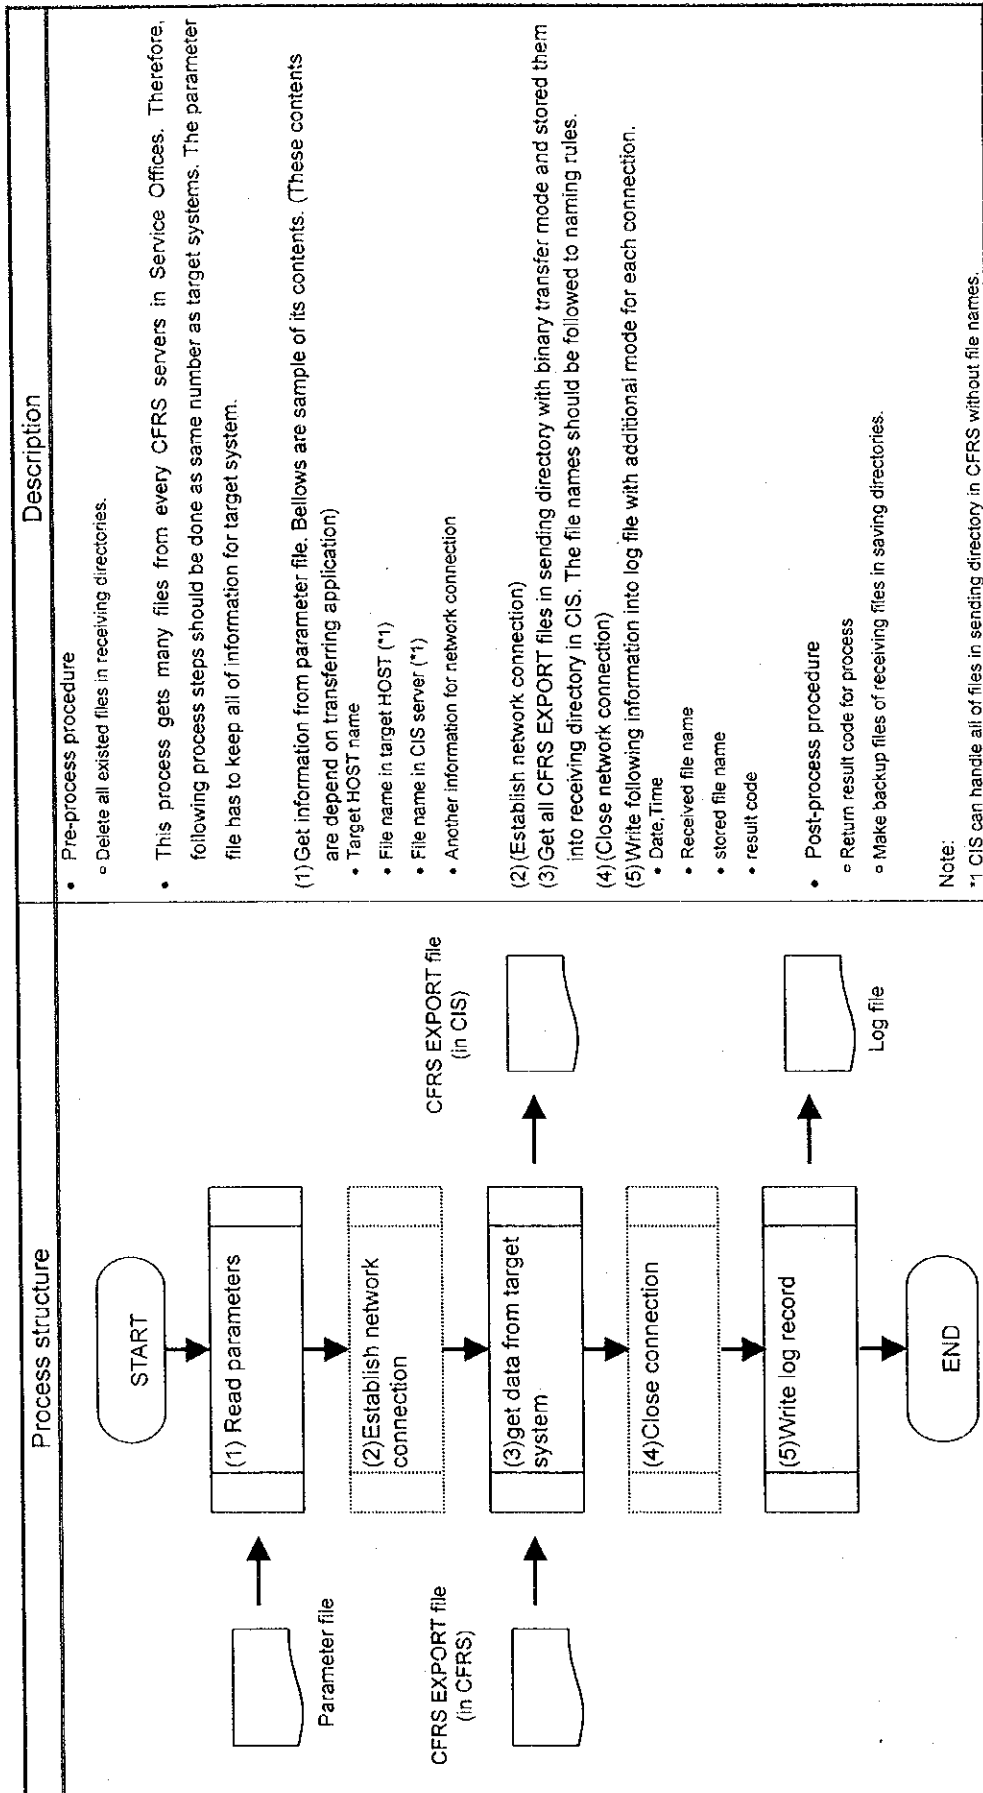 Process structure
START
(1) Read parameters
Parameter file
(2)Establish network
connection
CFRS EXPORT file
(in CFRS)
(3)get data from target
system
CFRS EXPORT file
(in CIS)
(4)Close connection
(5)Write log record
Log file
END
Description
• Pre-process procedure
o Delete all existed files in receiving directories.
• This process gets many files from every CFRS servers in Service Offices. Therefore,
following process steps should be done as same number as target systems. The parameter
file has to keep all of information for target system.
(1) Get information from parameter file. Bellows are sample of its contents. (These contents
are depend on transferring application)
• Target HOST name
• File name in target HOST (*1)
• File name in CIS server (*1)
• Another information for network connection
(2) (Establish network connection)
(3) Get all CFRS EXPORT files in sending directory with binary transfer mode and stored them
into receiving directory in CIS. The file names should be followed to naming rules.
(4) (Close network connection)
(5) Write following information into log file with additional mode for each connection.
• Date,Time
• Received file name
• stored file name
• result code
• Post-process procedure
o Return result code for process
o Make backup files of receiving files in saving directories.
Note:
*1 CIS can handle all of files in sending directory in CFRS without file names.